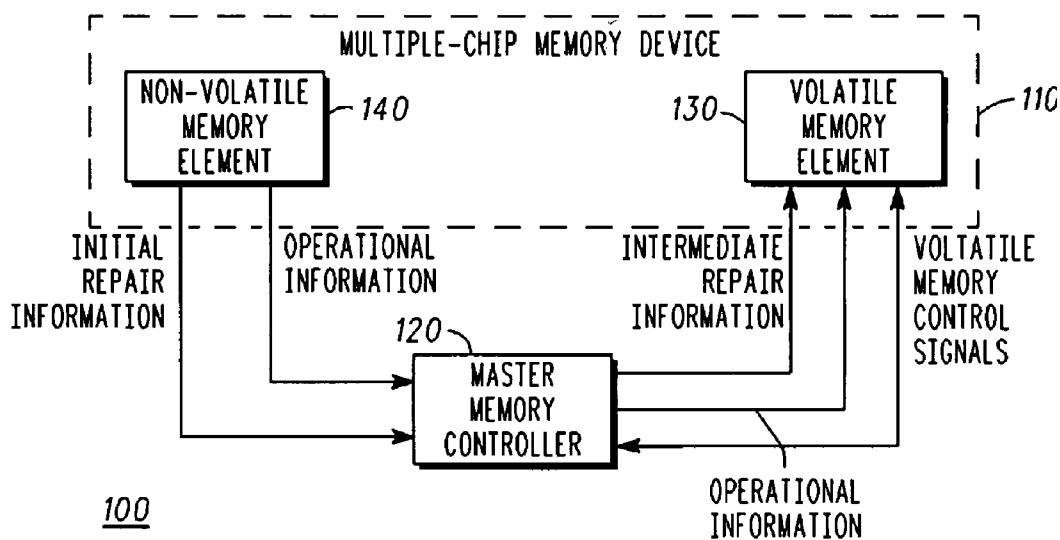 MULTIPLE-CHIP MEMORY DEVICE
NON-VOLATILE
MEMORY
ELEMENT
140
130
VOLATILE
MEMORY
ELEMENT
110
INITIAL
REPAIR
INFORMATION
OPERATIONAL
INFORMATION
INTERMEDIATE
REPAIR
INFORMATION
VOLTATILE
MEMORY
CONTROL
SIGNALS
120
MASTER
MEMORY
CONTROLLER
OPERATIONAL
INFORMATION
100